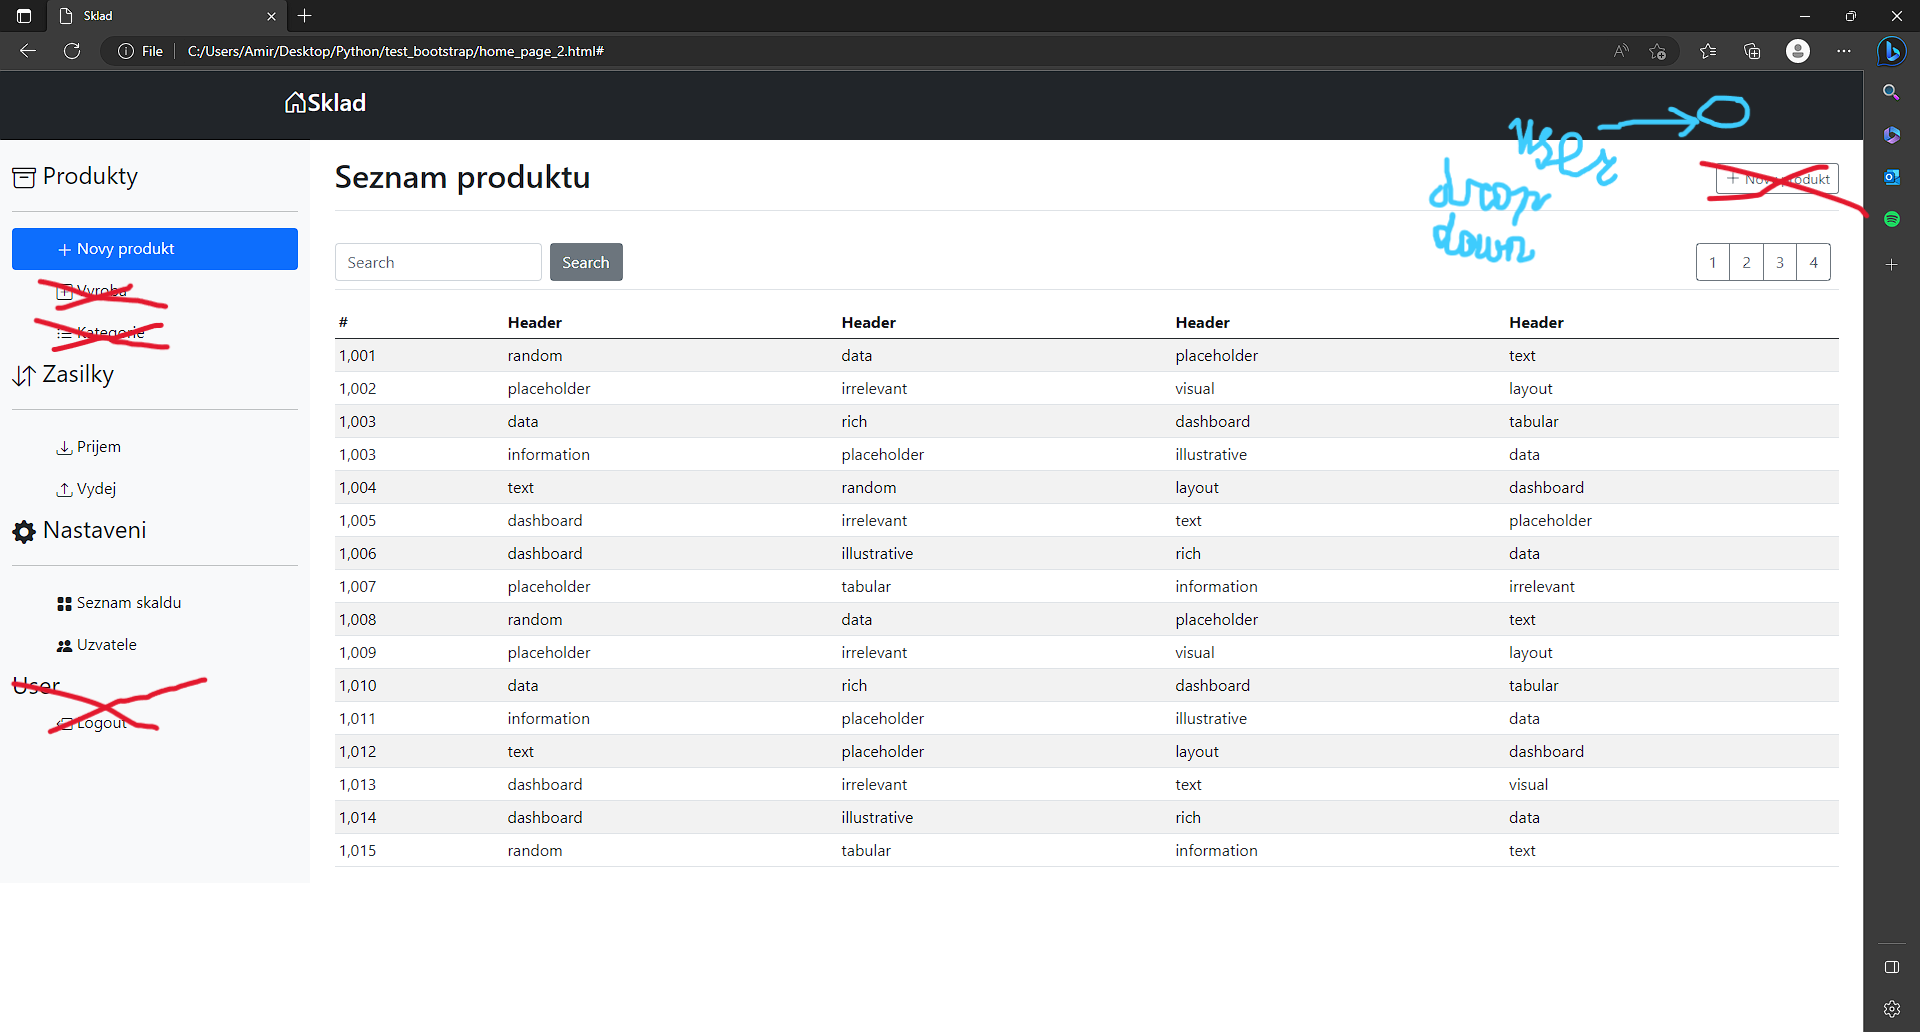 Sklad
File
C:/Users/Amir/Desktop/Python/test_bootstrap/home_page_2.html#
Sklad
user
drop
down
Produkty
+ Novy produkt
Vyroba
Kategorie
Zasilky
Prijem
Vydej
Nastaveni
Seznam skaldu
Uzvatele
User
Logout
Seznam produktu
+ Novy produkt
Search Search
1 2 3 4
# Header Header Header Header
1,001 random data placeholder text
1,002 placeholder irrelevant visual layout
1,003 data rich dashboard tabular
1,003 information placeholder illustrative data
1,004 text random layout dashboard
1,005 dashboard irrelevant text placeholder
1,006 dashboard illustrative rich data
1,007 placeholder tabular information irrelevant
1,008 random data placeholder text
1,009 placeholder irrelevant visual layout
1,010 data rich dashboard tabular
1,011 information placeholder illustrative data
1,012 text placeholder layout dashboard
1,013 dashboard irrelevant text visual
1,014 dashboard illustrative rich data
1,015 random tabular information text